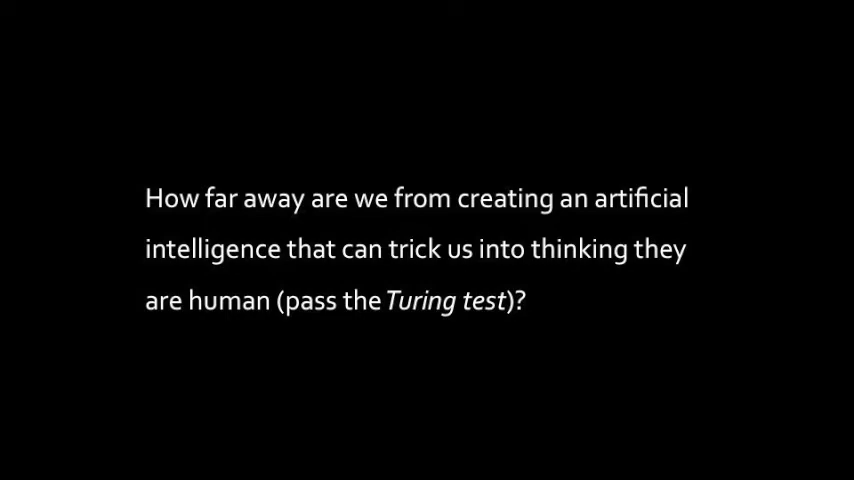 How far away are we from creating an artificial
intelligence that can trick us into thinking they
are human (pass the Turing test)?